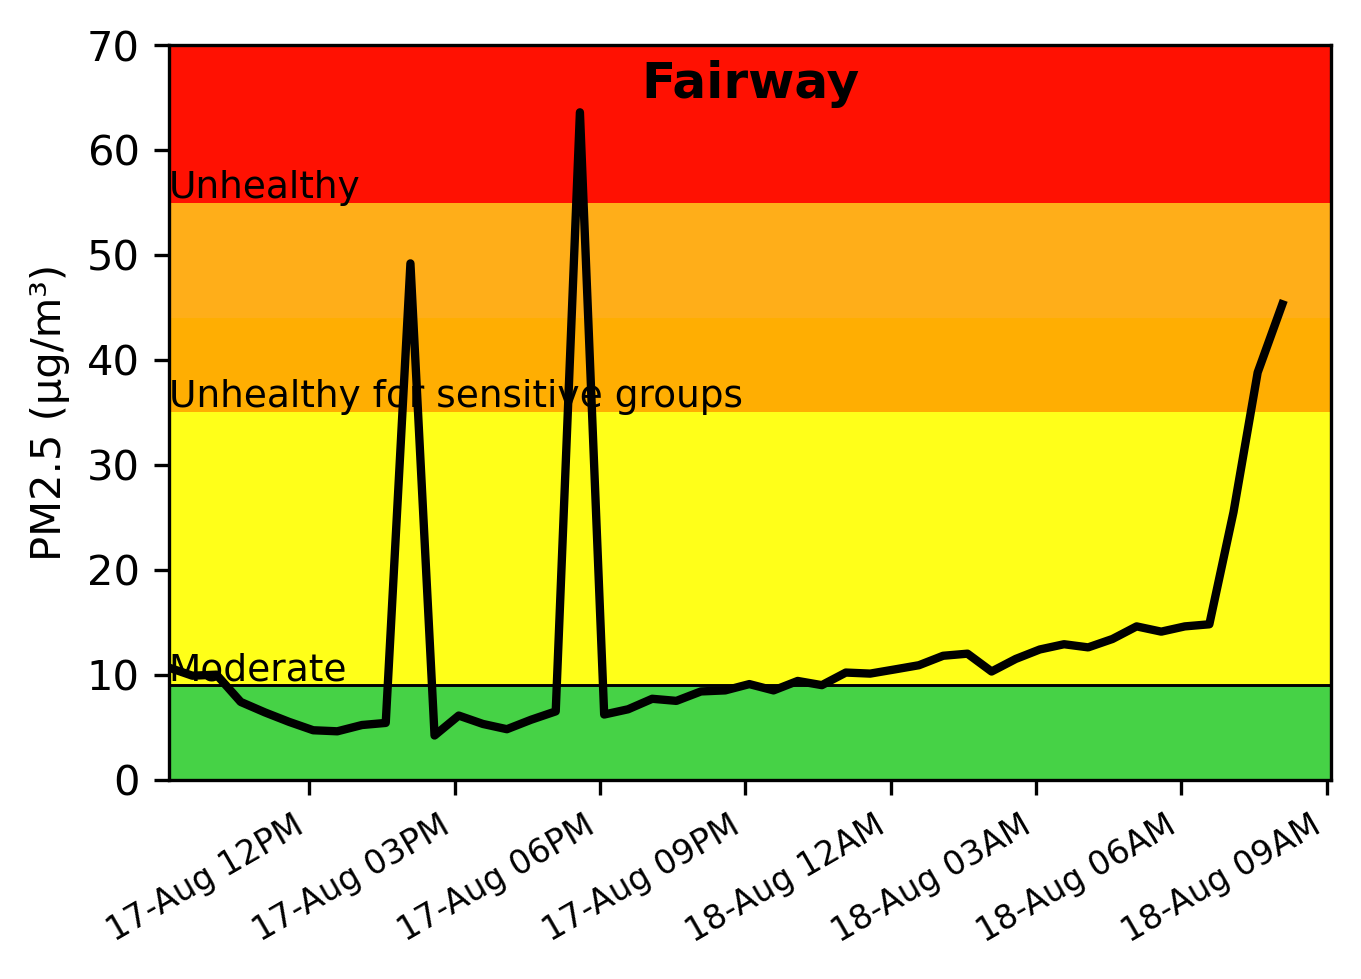 Fairway
PM2.5 (μg/m³)
70
60
50
40
30
20
10
0
Unhealthy
Unhealthy for sensitive groups
Moderate
17-Aug 12PM
17-Aug 03PM
17-Aug 06PM
17-Aug 09PM
18-Aug 12AM
18-Aug 03AM
18-Aug 06AM
18-Aug 09AM